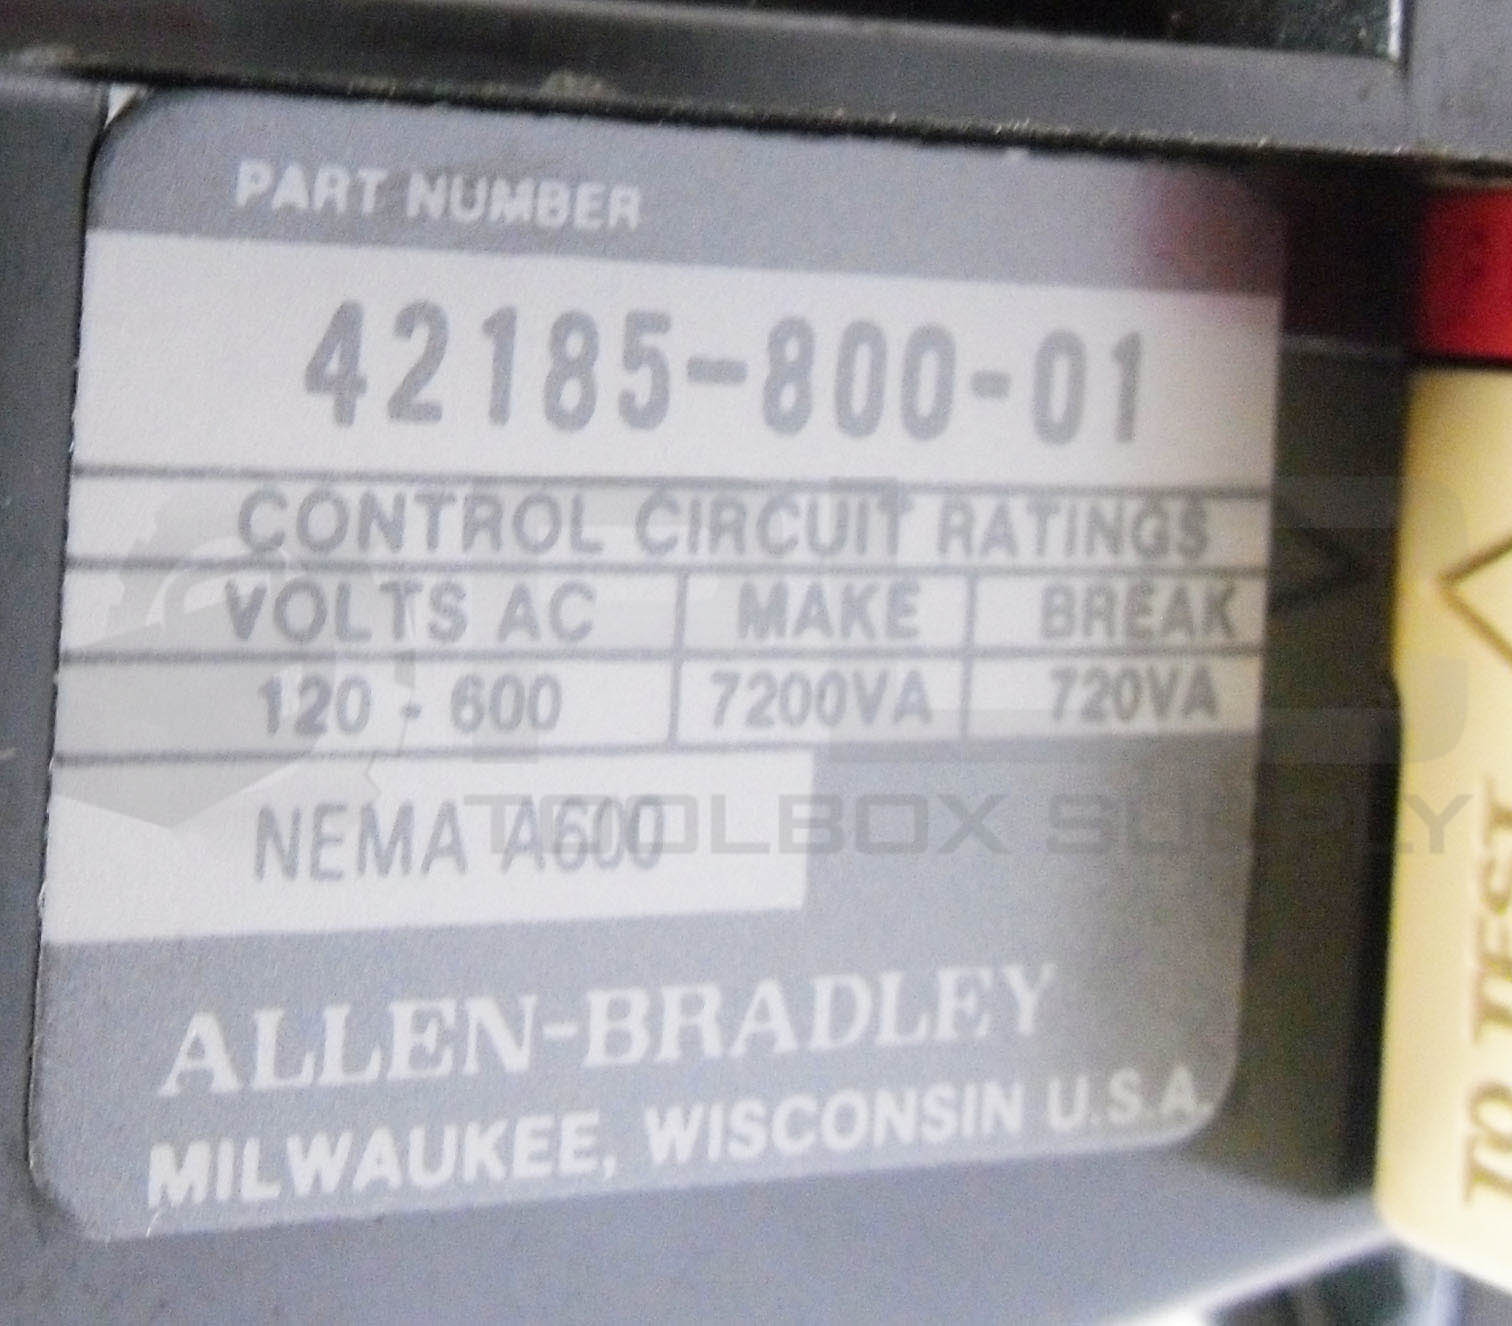 PART NUMBER
42185-800-01
CONTROL CIRCUIT RATINGS
VOLTS AC MAKE BREAK
120 - 600 7200VA 720VA
NEMA A600
TOOLBOX SUPPLY
ALLEN-BRADLEY
MILWAUKEE, WISCONSIN U.S.A.
TO TEST